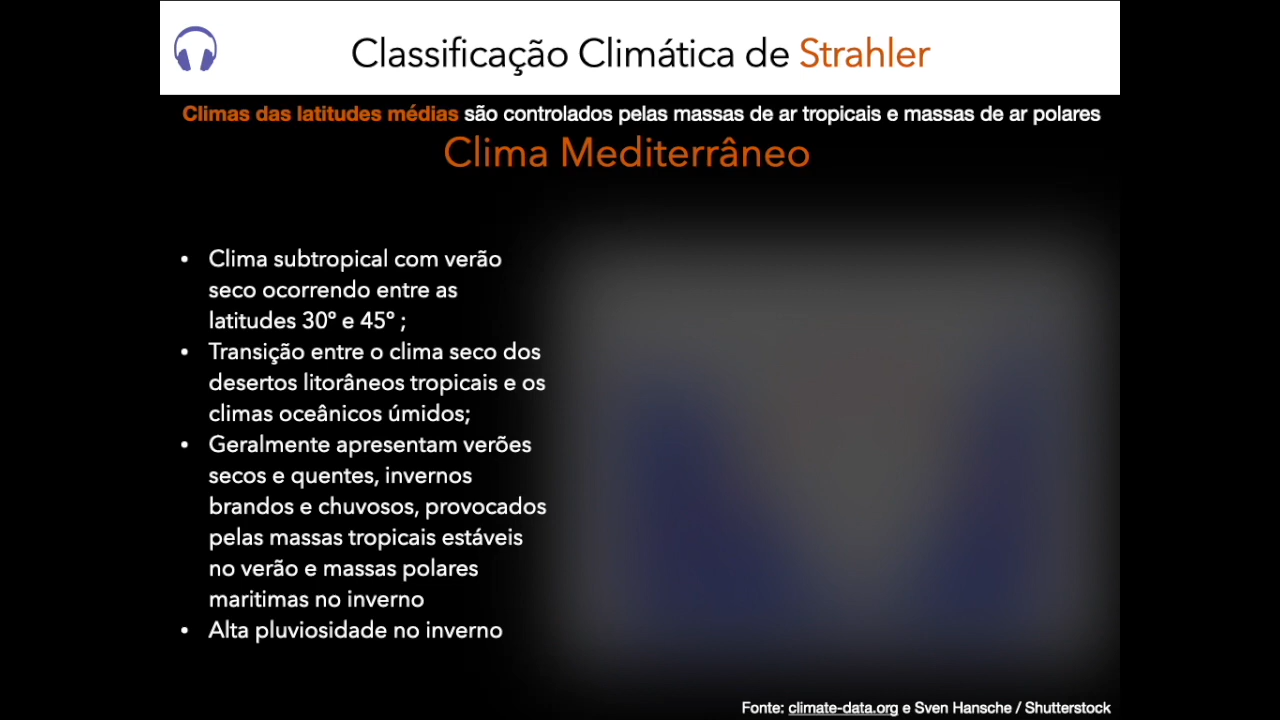 Classificação Climática de Strahler
Climas das latitudes médias são controlados pelas massas de ar tropicais e massas de ar polares
Clima Mediterrâneo
• Clima subtropical com verão
seco ocorrendo entre as
latitudes 30º e 45º ;
• Transição entre o clima seco dos
desertos litorâneos tropicais e os
climas oceânicos úmidos;
• Geralmente apresentam verões
secos e quentes, invernos
brandos e chuvosos, provocados
pelas massas tropicais estáveis
no verão e massas polares
maritimas no inverno
• Alta pluviosidade no inverno
Fonte: climate-data.org e Sven Hansche / Shutterstock